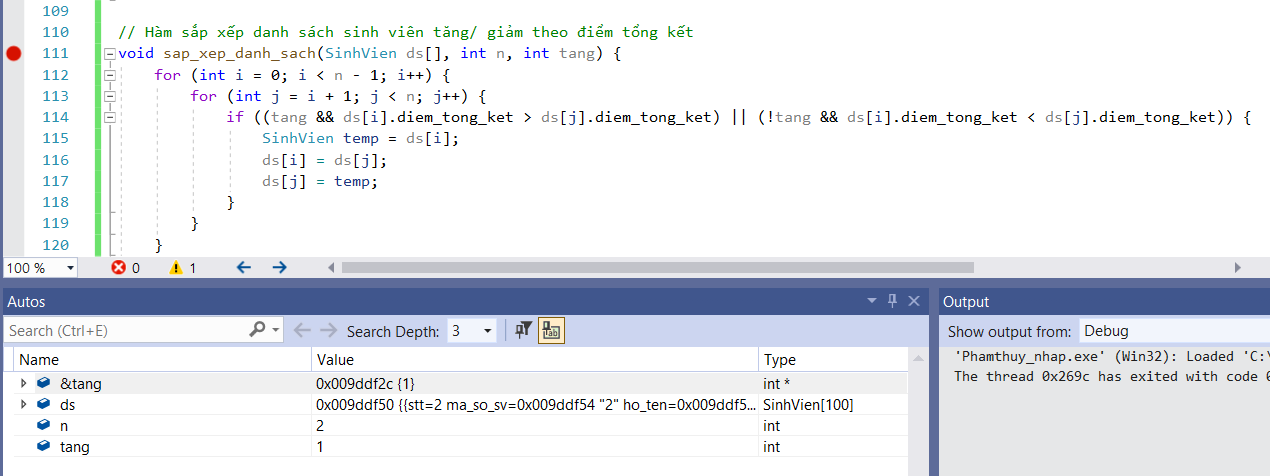 109
110 // Hàm sắp xếp danh sách sinh viên tăng/ giảm theo điểm tổng kết
111 void sap_xep_danh_sach(SinhVien ds[], int n, int tang) {
112 for (int i = 0; i < n - 1; i++) {
113 for (int j = i + 1; j < n; j++) {
114 if ((tang && ds[i].diem_tong_ket > ds[j].diem_tong_ket) || (!tang && ds[i].diem_tong_ket < ds[j].diem_tong_ket)) {
115 SinhVien temp = ds[i];
116 ds[i] = ds[j];
117 ds[j] = temp;
118 }
119 }
120 }
100 % 0 1
Autos
Search (Ctrl+E) Search Depth: 3
Name Value Type
&tang 0x009ddf2c {1} int *
ds 0x009ddf50 {{stt=2 ma_so_sv=0x009ddf54 "2" ho_ten=0x009ddf5... SinhVien[100]
n 2 int
tang 1 int
Output
Show output from: Debug
'Phamthuy_nhap.exe' (Win32): Loaded 'C:\
The thread 0x269c has exited with code 0